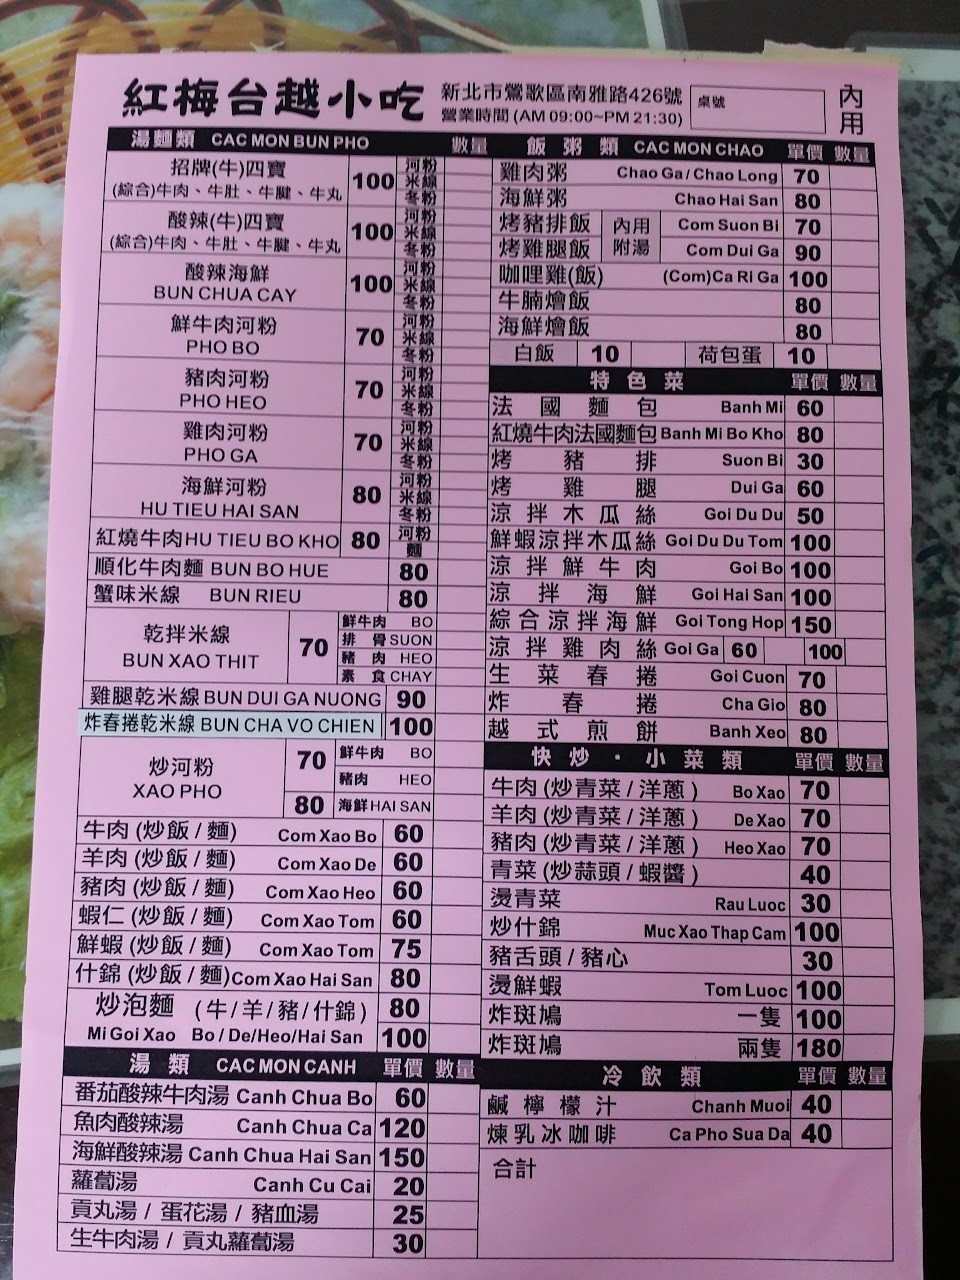 紅梅台越小吃
新北市鶯歌區南雅路426號
營業時間 (AM 09:00~PM 21:30)
桌號
內用
湯麵類 CAC MON BUN PHO 數量
招牌(牛)四寶
(綜合)牛肉、牛肚、牛腱、牛丸
100 河粉 米線 冬粉
酸辣(牛)四寶
(綜合)牛肉、牛肚、牛腱、牛丸
100 河粉 米線 冬粉
酸辣海鮮
BUN CHUA CAY
100 河粉 米線 冬粉
鮮牛肉河粉
PHO BO
70 河粉 米線 冬粉
豬肉河粉
PHO HEO
70 河粉 米線 冬粉
雞肉河粉
PHO GA
70 河粉 米線 冬粉
海鮮河粉
HU TIEU HAI SAN
80 河粉 米線 冬粉
紅燒牛肉HU TIEU BO KHO 80 河粉 麵
順化牛肉麵 BUN BO HUE 80
蟹味米線 BUN RIEU 80
乾拌米線
BUN XAO THIT
70
鮮牛肉 BO
排骨 SUON
豬肉 HEO
素食 CHAY
雞腿乾米線 BUN DUI GA NUONG 90
炸春捲乾米線 BUN CHA VO CHIEN 100
炒河粉
XAO PHO
70 鮮牛肉 BO
豬肉 HEO
80 海鮮 HAI SAN
牛肉 (炒飯 / 麵) Com Xao Bo 60
羊肉 (炒飯 / 麵) Com Xao De 60
豬肉 (炒飯 / 麵) Com Xao Heo 60
蝦仁 (炒飯 / 麵) Com Xao Tom 60
鮮蝦 (炒飯 / 麵) Com Xao Tom 75
什錦 (炒飯 / 麵) Com Xao Hai San 80
炒泡麵 (牛/羊/豬/什錦) 80
Mi Goi Xao Bo / De/Heo/Hai San 100
湯類 CAC MON CANH 單價 數量
番茄酸辣牛肉湯 Canh Chua Bo 60
魚肉酸辣湯 Canh Chua Ca 120
海鮮酸辣湯 Canh Chua Hai San 150
蘿蔔湯 Canh Cu Cai 20
貢丸湯 / 蛋花湯 / 豬血湯 25
生牛肉湯 / 貢丸蘿蔔湯 30
飯粥類 CAC MON CHAO 單價 數量
雞肉粥 Chao Ga / Chao Long 70
海鮮粥 Chao Hai San 80
烤豬排飯 Com Suon Bi 70
內用附湯
烤雞腿飯 Com Dui Ga 90
咖哩雞(飯) (Com)Ca Ri Ga 100
牛腩燴飯 80
海鮮燴飯 80
白飯 10 荷包蛋 10
特色菜 單價 數量
法國麵包 Banh Mi 60
紅燒牛肉法國麵包 Banh Mi Bo Kho 80
烤豬排 Suon Bi 30
烤雞腿 Dui Ga 60
涼拌木瓜絲 Goi Du Du 50
鮮蝦涼拌木瓜絲 Goi Du Du Tom 100
涼拌鮮牛肉 Goi Bo 100
涼拌海鮮 Goi Hai San 100
綜合涼拌海鮮 Goi Tong Hop 150
涼拌雞肉絲 Goi Ga 60 100
生菜春捲 Goi Cuon 70
炸春捲 Cha Gio 80
越式煎餅 Banh Xeo 80
快炒・小菜類 單價 數量
牛肉 (炒青菜 / 洋蔥) Bo Xao 70
羊肉 (炒青菜 / 洋蔥) De Xao 70
豬肉 (炒青菜 / 洋蔥) Heo Xao 70
青菜 (炒蒜頭 / 蝦醬) 40
燙青菜 Rau Luoc 30
炒什錦 Muc Xao Thap Cam 100
豬舌頭 / 豬心 30
燙鮮蝦 Tom Luoc 100
炸斑鳩 一隻 100
炸斑鳩 兩隻 180
冷飲類 單價 數量
鹹檸檬汁 Chanh Muoi 40
煉乳冰咖啡 Ca Pho Sua Da 40
合計